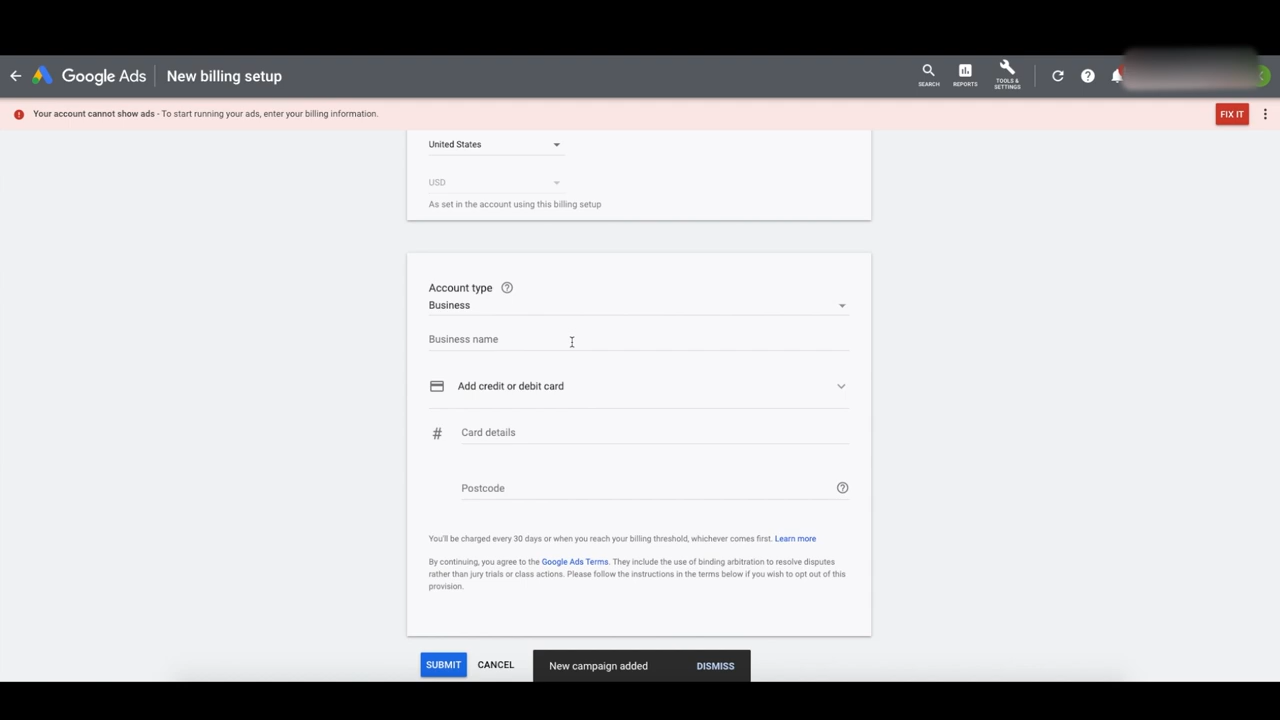 Google Ads
New billing setup
SEARCH
REPORTS
TOOLS &
SETTINGS
Your account cannot show ads - To start running your ads, enter your billing information.
FIX IT
United States
USD
As set in the account using this billing setup
Account type
Business
Business name
Add credit or debit card
# Card details
Postcode
You'll be charged every 30 days or when you reach your billing threshold, whichever comes first. Learn more
By continuing, you agree to the Google Ads Terms. They include the use of binding arbitration to resolve disputes
rather than jury trials or class actions. Please follow the instructions in the terms below if you wish to opt out of this
provision.
SUBMIT
CANCEL
New campaign added
DISMISS